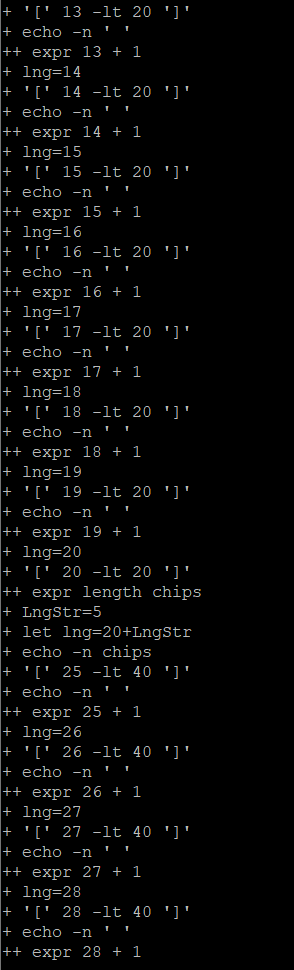 + '[' 13 -lt 20 ']'
+ echo -n ' '
++ expr 13 + 1
+ lng=14
+ '[' 14 -lt 20 ']'
+ echo -n ' '
++ expr 14 + 1
+ lng=15
+ '[' 15 -lt 20 ']'
+ echo -n ' '
++ expr 15 + 1
+ lng=16
+ '[' 16 -lt 20 ']'
+ echo -n ' '
++ expr 16 + 1
+ lng=17
+ '[' 17 -lt 20 ']'
+ echo -n ' '
++ expr 17 + 1
+ lng=18
+ '[' 18 -lt 20 ']'
+ echo -n ' '
++ expr 18 + 1
+ lng=19
+ '[' 19 -lt 20 ']'
+ echo -n ' '
++ expr 19 + 1
+ lng=20
+ '[' 20 -lt 20 ']'
++ expr length chips
+ LngStr=5
+ let lng=20+LngStr
+ echo -n chips
+ '[' 25 -lt 40 ']'
+ echo -n ' '
++ expr 25 + 1
+ lng=26
+ '[' 26 -lt 40 ']'
+ echo -n ' '
++ expr 26 + 1
+ lng=27
+ '[' 27 -lt 40 ']'
+ echo -n ' '
++ expr 27 + 1
+ lng=28
+ '[' 28 -lt 40 ']'
+ echo -n ' '
++ expr 28 + 1